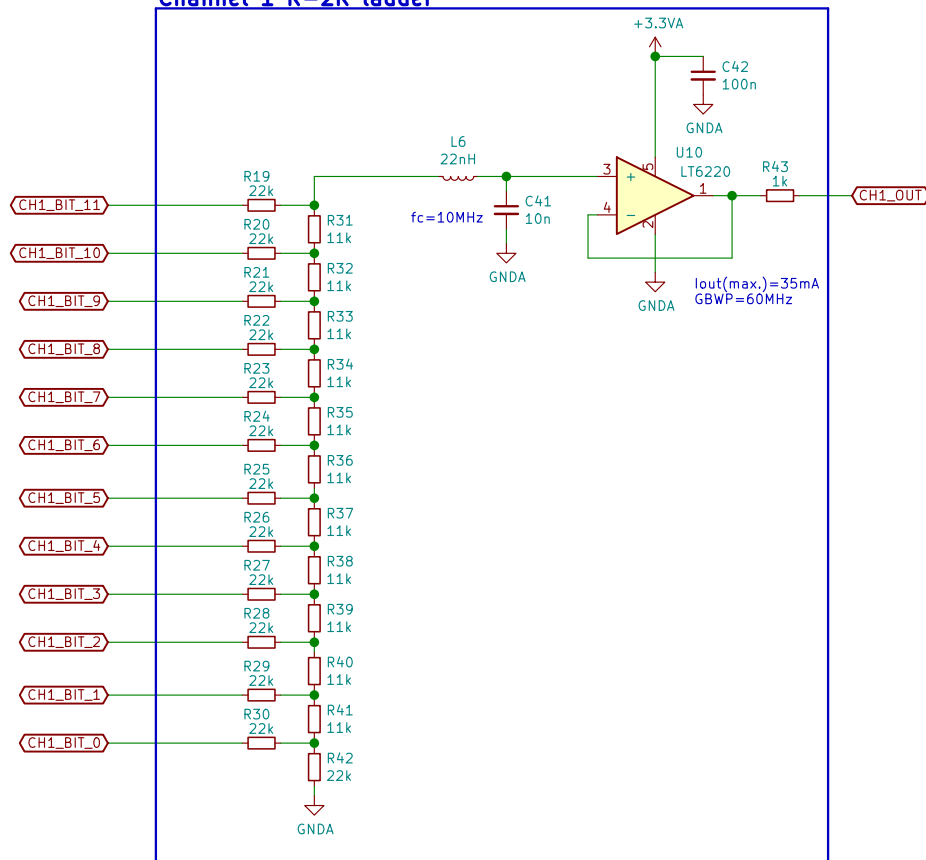 Channel 1 R-2R ladder
+3.3VA
C42
100n
GNDA
L6
22nH
U10
LT6220
R43
1k
3
+
5
1
4
-
2
CH1_OUT
C41
10n
fc=10MHz
GNDA
GNDA
Iout(max.)=35mA
GBWP=60MHz
R19
22k
CH1_BIT_11
R31
11k
R20
22k
CH1_BIT_10
R32
11k
R21
22k
CH1_BIT_9
R33
11k
R22
22k
CH1_BIT_8
R34
11k
R23
22k
CH1_BIT_7
R35
11k
R24
22k
CH1_BIT_6
R36
11k
R25
22k
CH1_BIT_5
R37
11k
R26
22k
CH1_BIT_4
R38
11k
R27
22k
CH1_BIT_3
R39
11k
R28
22k
CH1_BIT_2
R40
11k
R29
22k
CH1_BIT_1
R41
11k
R30
22k
CH1_BIT_0
R42
22k
GNDA